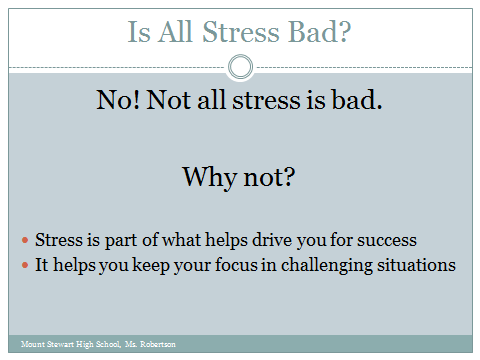 Is All Stress Bad?
No! Not all stress is bad.
Why not?
Stress is part of what helps drive you for success
It helps you keep your focus in challenging situations
Mount Stewart High School, Ms. Robertson